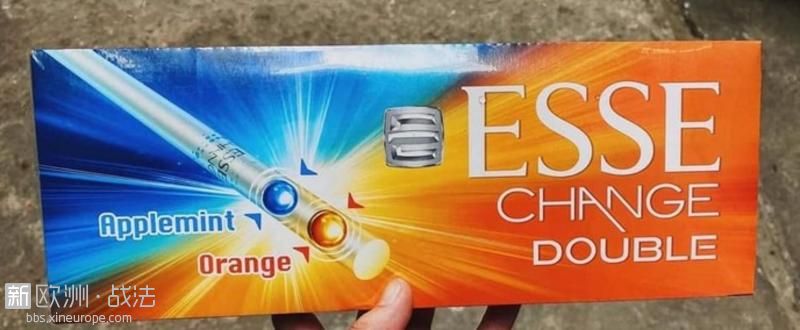 ESSE
CHANGE
DOUBLE
Applemint
Orange
新欧洲·战法
bbs.xineurope.com